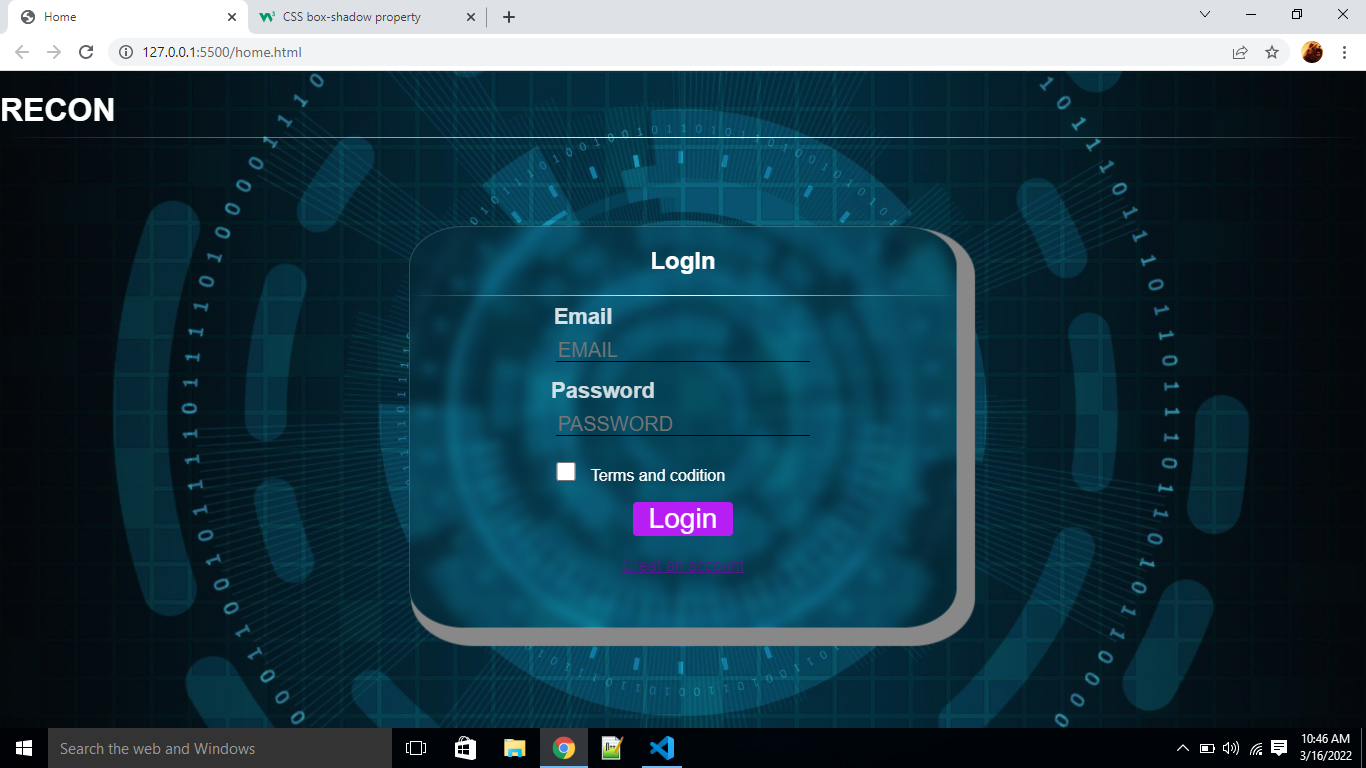 Home
CSS box-shadow property
127.0.0.1:5500/home.html
RECON
LogIn
Email
EMAIL
Password
PASSWORD
Terms and codition
Login
Creat an account
Search the web and Windows
10:46 AM
3/16/2022